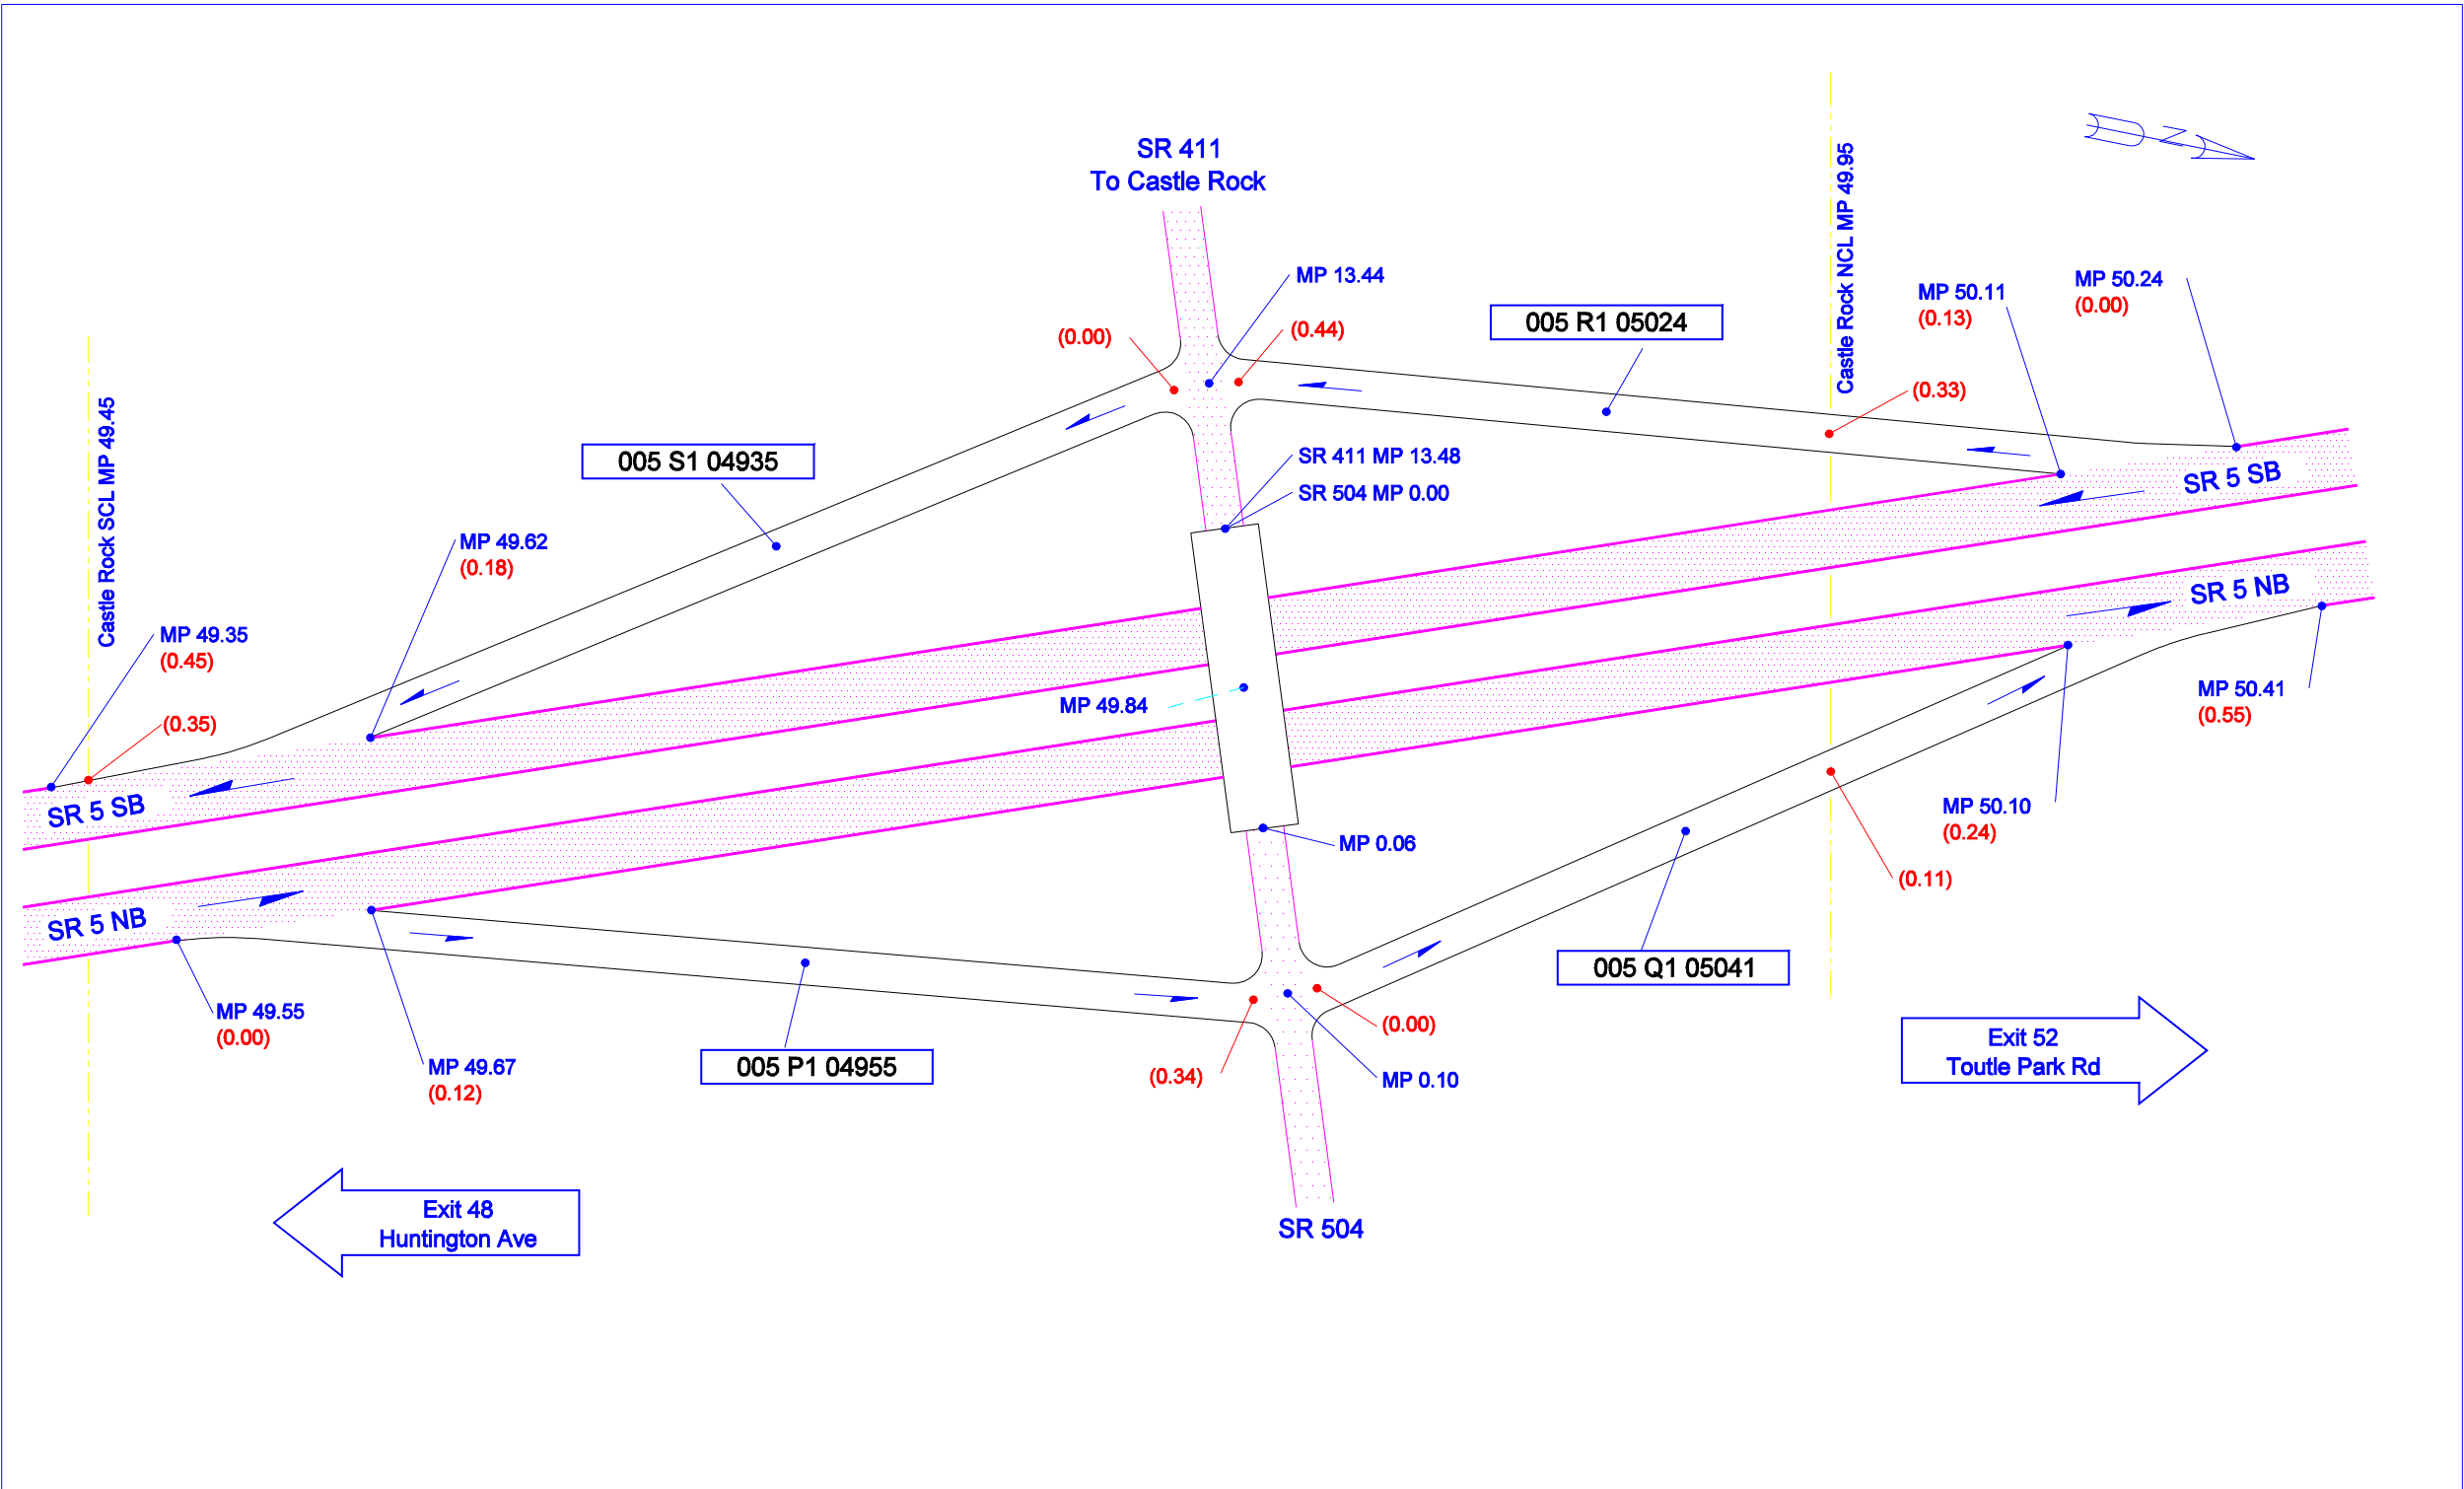 SR 411
To Castle Rock
Castle Rock NCL MP 49.95
N
MP 13.44
(0.00)
(0.44)
005 R1 05024
MP 50.11
(0.13)
MP 50.24
(0.00)
(0.33)
Castle Rock SCL MP 49.45
005 S1 04935
SR 411 MP 13.48
SR 504 MP 0.00
SR 5 SB
MP 49.62
(0.18)
SR 5 NB
MP 49.35
(0.45)
(0.35)
MP 49.84
MP 50.41
(0.55)
SR 5 SB
MP 0.06
MP 50.10
(0.24)
(0.11)
SR 5 NB
005 Q1 05041
MP 49.55
(0.00)
MP 49.67
(0.12)
005 P1 04955
(0.34)
(0.00)
MP 0.10
Exit 52
Toutle Park Rd
Exit 48
Huntington Ave
SR 504